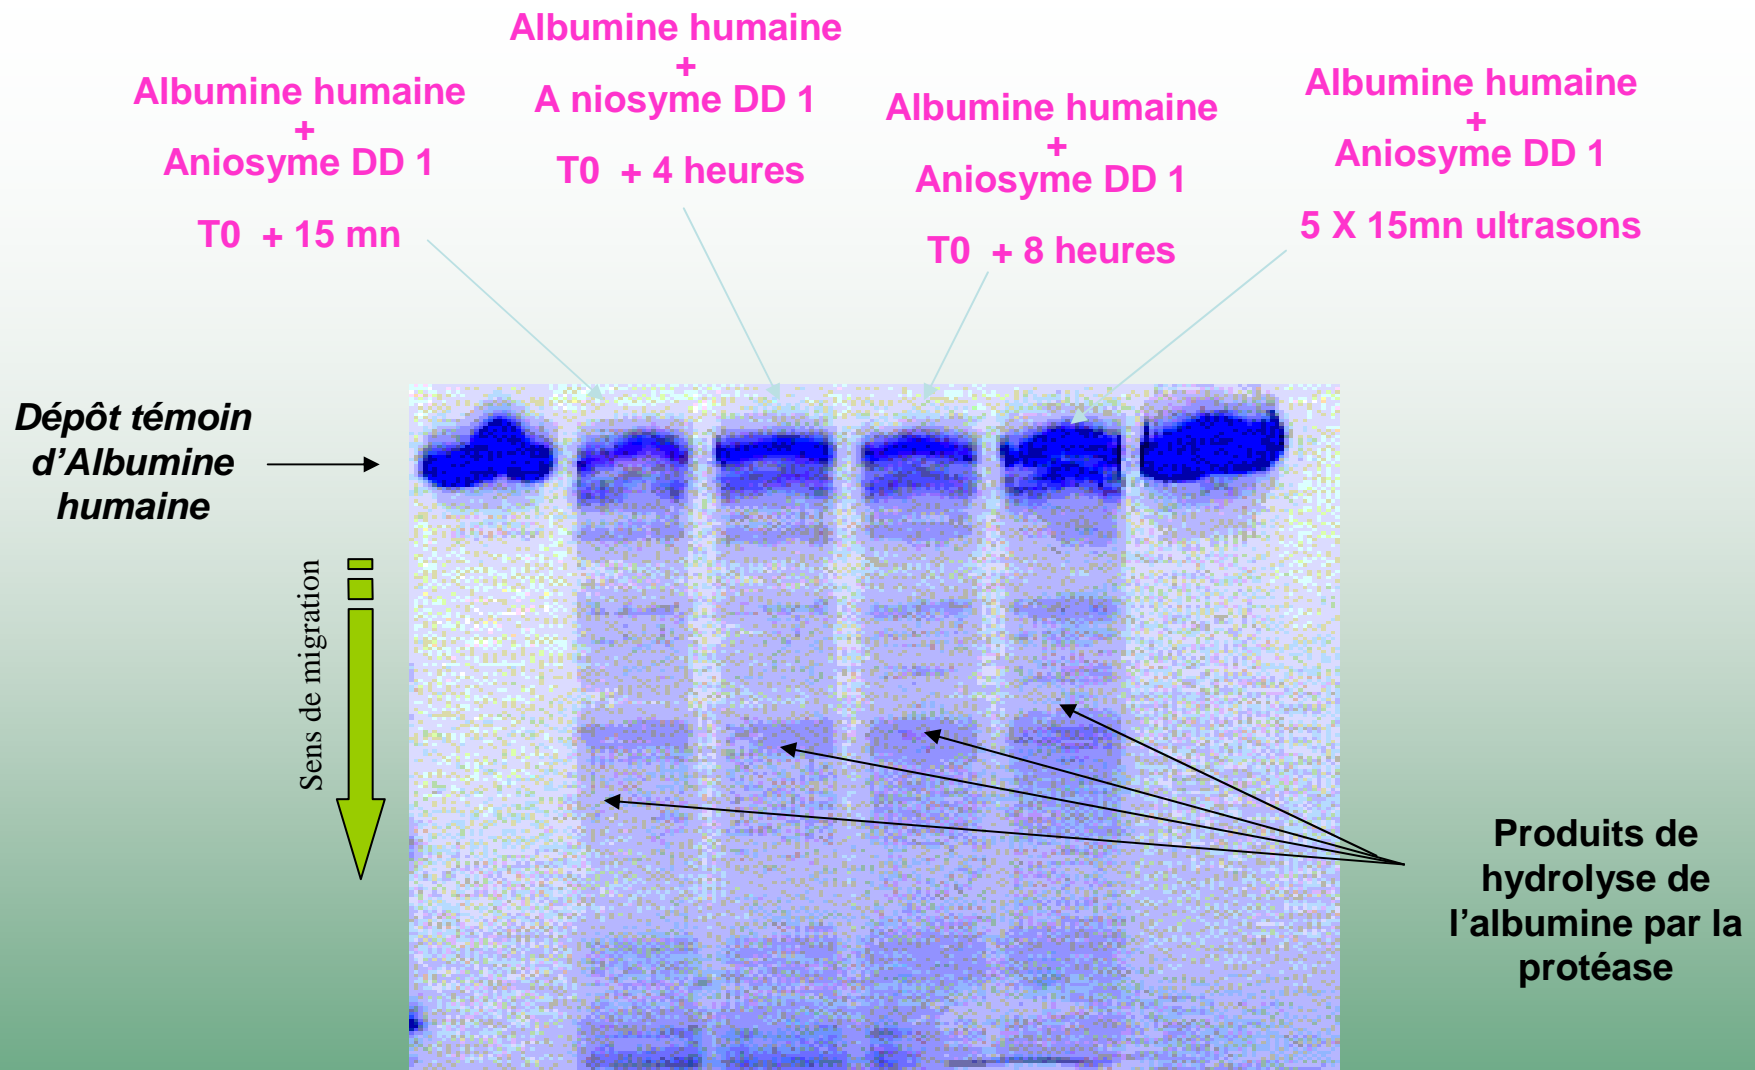 Albumine humaine
+
Aniosyme DD 1
T0 + 15 mn
Albumine humaine
+
A niosyme DD 1
T0 + 4 heures
Albumine humaine
+
Aniosyme DD 1
T0 + 8 heures
Albumine humaine
+
Aniosyme DD 1
5 X 15mn ultrasons
Dépôt témoin
d’Albumine
humaine
Sens de migration
Produits de
hydrolyse de
l’albumine par la
protéase